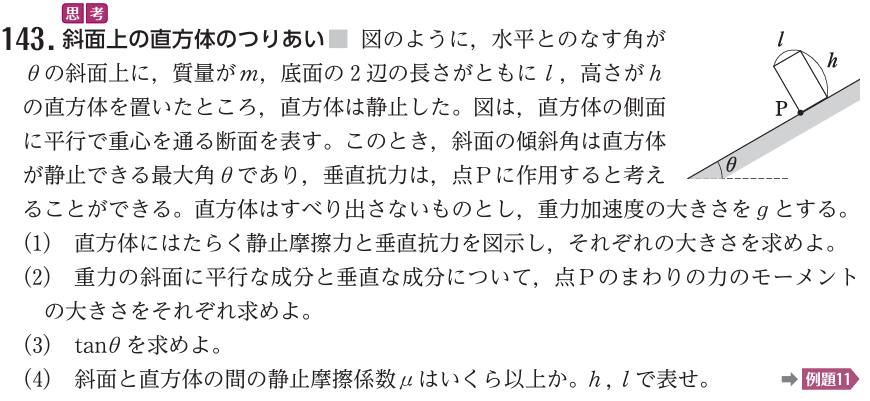 思考
143. 斜面上の直方体のつりあい■ 図のように，水平とのなす角が
θの斜面上に，質量がm，底面の2辺の長さがともにl，高さがh
の直方体を置いたところ，直方体は静止した。図は，直方体の側面
に平行で重心を通る断面を表す。このとき，斜面の傾斜角は直方体
が静止できる最大角θであり，垂直抗力は，点Pに作用すると考え
ることができる。直方体はすべり出さないものとし，重力加速度の大きさをgとする。
(1) 直方体にはたらく静止摩擦力と垂直抗力を図示し，それぞれの大きさを求めよ。
(2) 重力の斜面に平行な成分と垂直な成分について，点Pのまわりの力のモーメント
の大きさをそれぞれ求めよ。
(3) tanθを求めよ。
(4) 斜面と直方体の間の静止摩擦係数μはいくら以上か。h，lで表せ。
➡例題11
l
h
P
θ